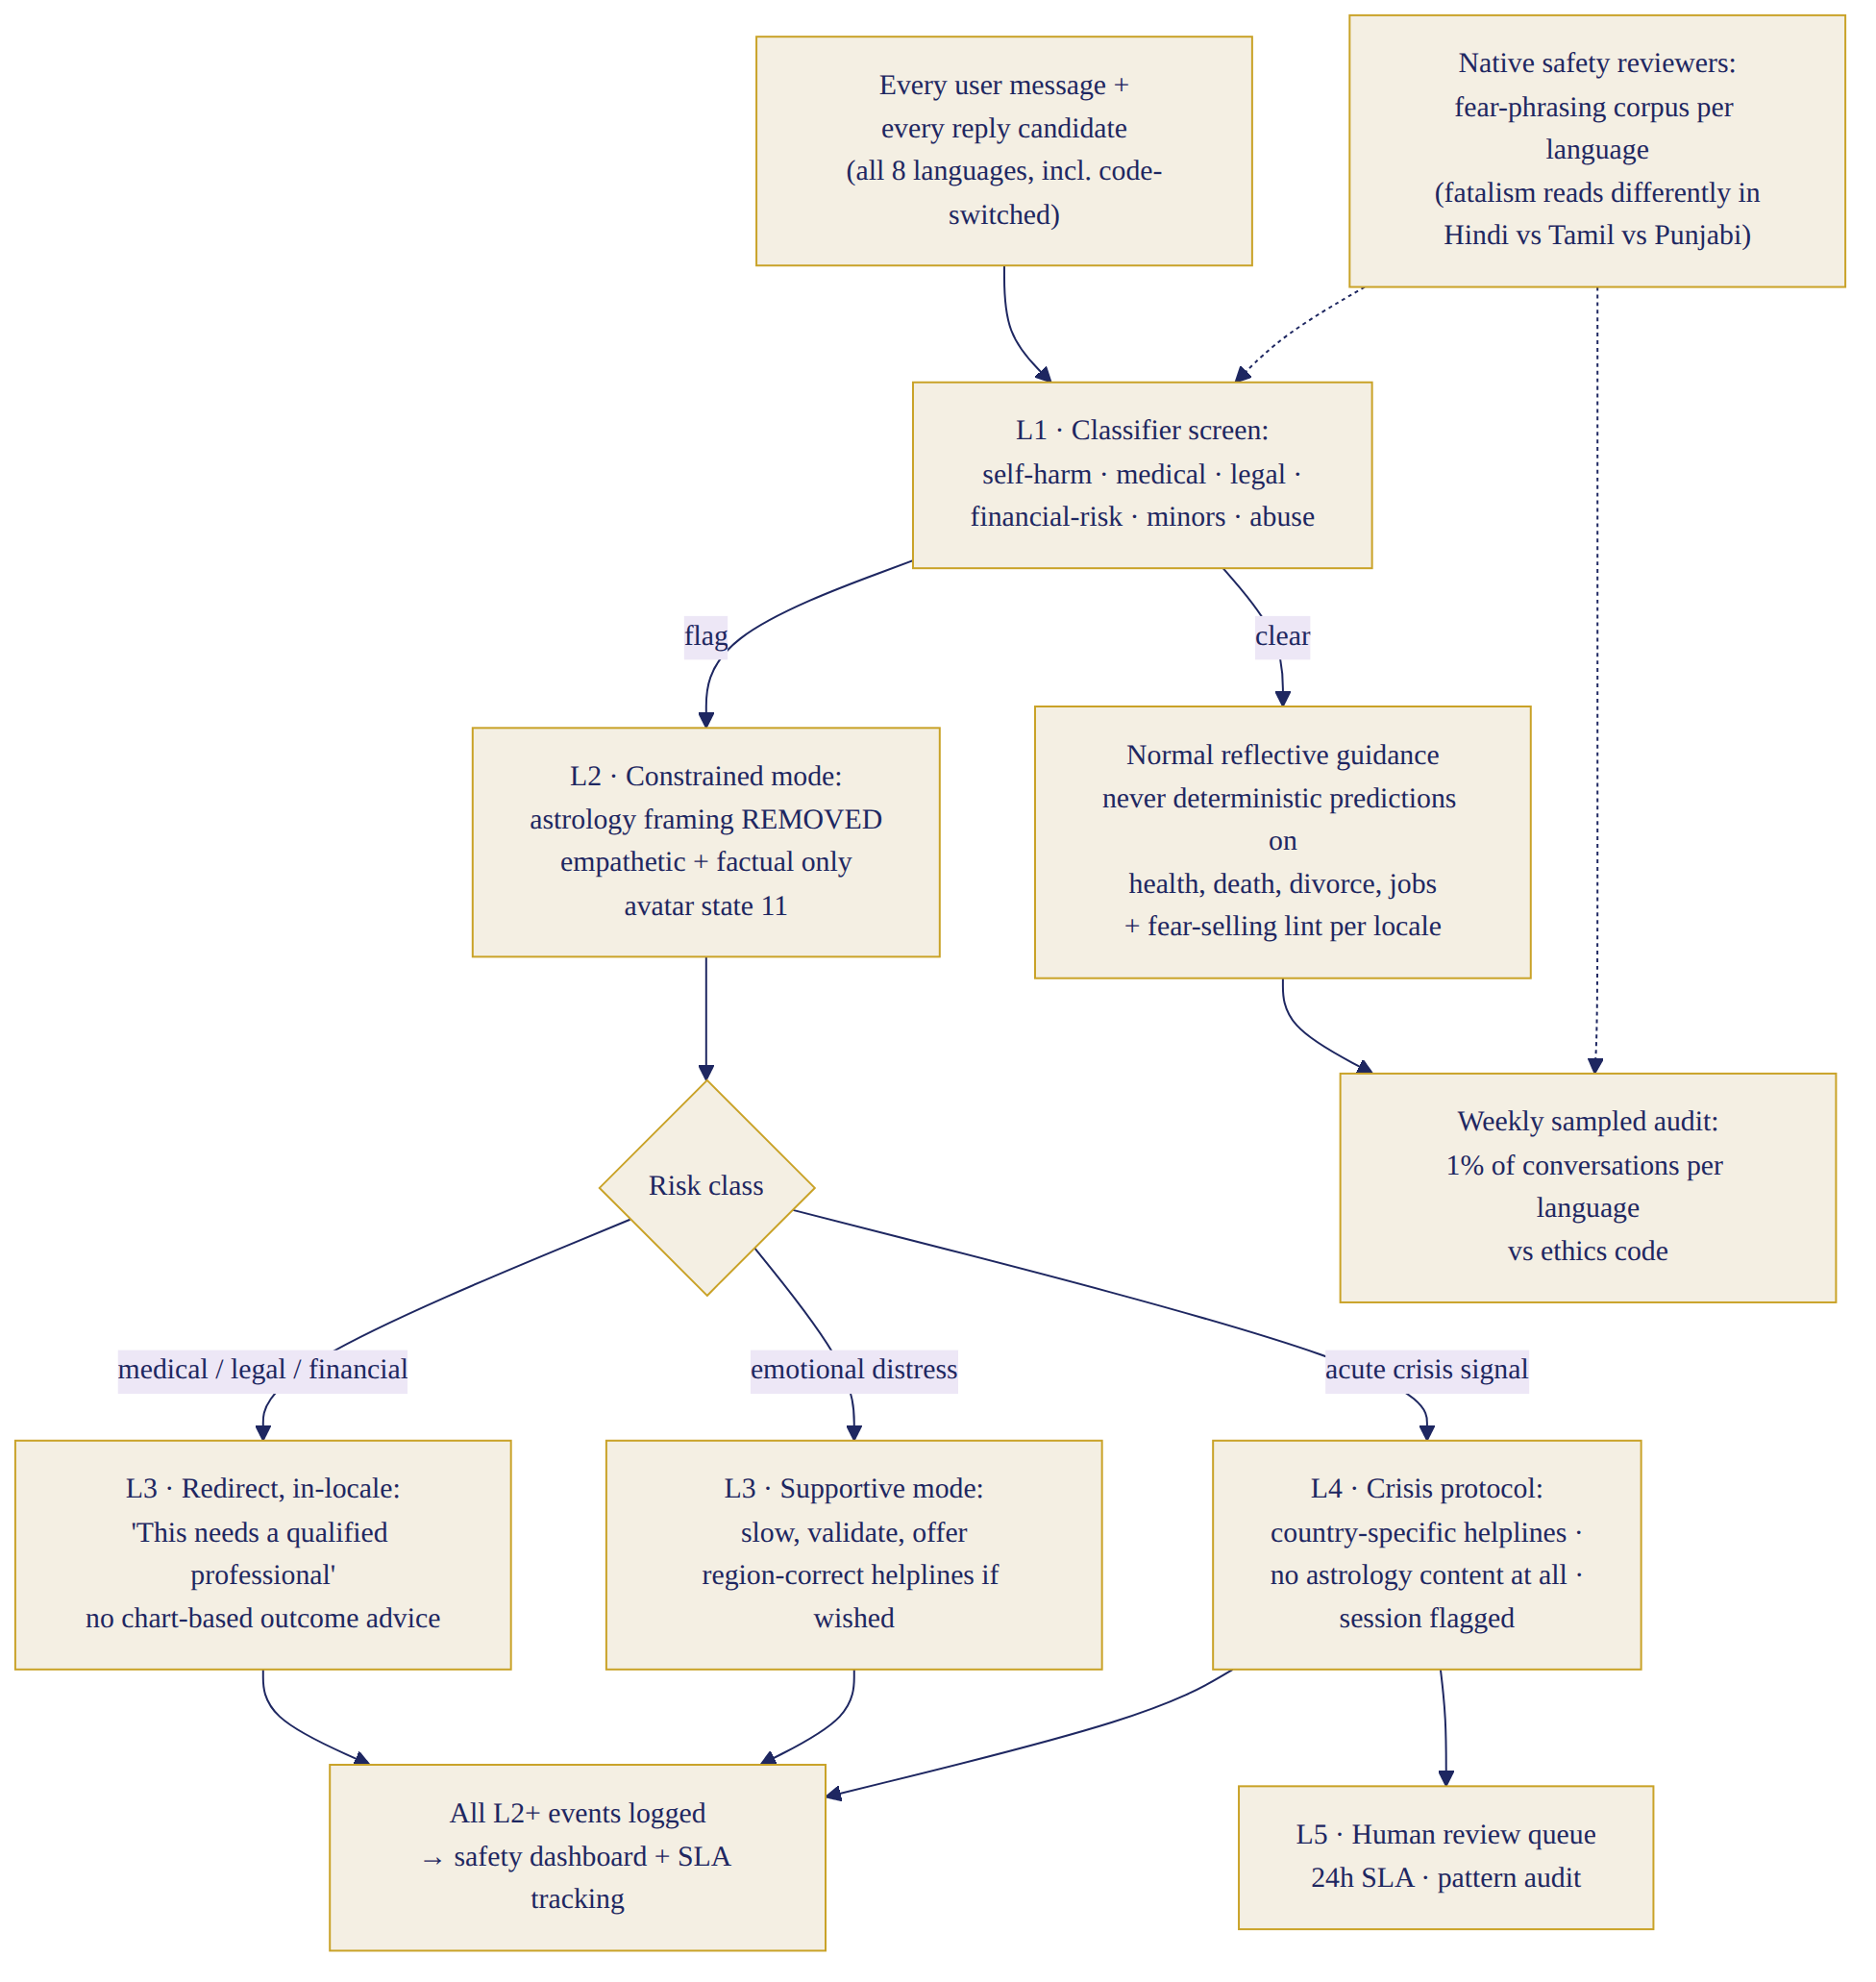 Every user message +
every reply candidate
(all 8 languages, incl. code-
switched)
Native safety reviewers:
fear-phrasing corpus per
language
(fatalism reads differently in
Hindi vs Tamil vs Punjabi)
L1 · Classifier screen:
self-harm · medical · legal ·
financial-risk · minors · abuse
flag
clear
L2 · Constrained mode:
astrology framing REMOVED
empathetic + factual only
avatar state 11
Normal reflective guidance
never deterministic predictions
on
health, death, divorce, jobs
+ fear-selling lint per locale
Risk class
Weekly sampled audit:
1% of conversations per
language
vs ethics code
medical / legal / financial
emotional distress
acute crisis signal
L3 · Redirect, in-locale:
'This needs a qualified
professional'
no chart-based outcome advice
L3 · Supportive mode:
slow, validate, offer
region-correct helplines if
wished
L4 · Crisis protocol:
country-specific helplines ·
no astrology content at all ·
session flagged
All L2+ events logged
→ safety dashboard + SLA
tracking
L5 · Human review queue
24h SLA · pattern audit